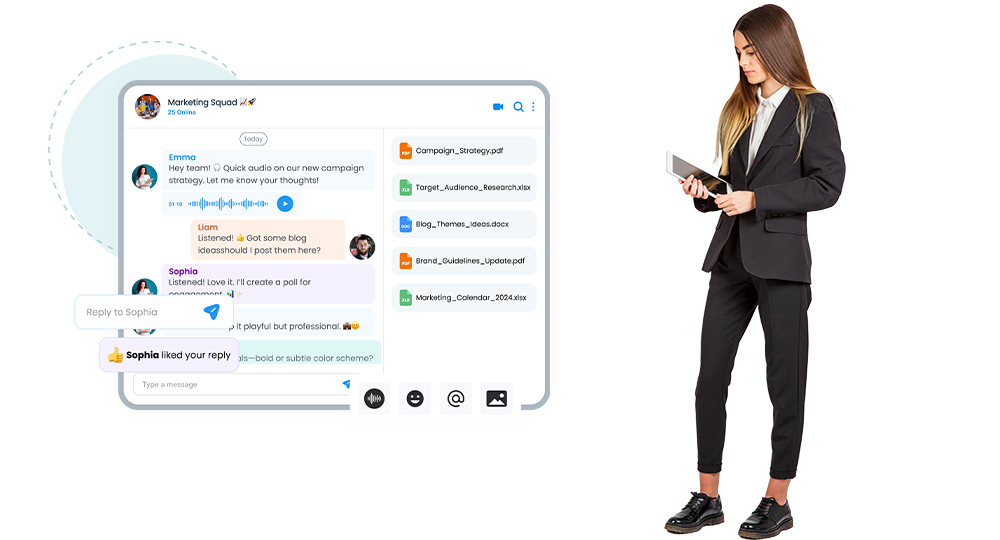 Marketing Squad 📈🚀
25 Online
Today
Emma
Hey team! 🎧 Quick audio on our new campaign
strategy. Let me know your thoughts!
01 10
Liam
Listened! 👍 Got some blog
ideasshould I post them here?
Sophia
Listened! Love it. I'll create a poll for
engagement. 📊✨
Reply to Sophia
it playful but professional.
👍 Sophia liked your reply
bold or subtle color scheme?
Type a message
PDF Campaign_Strategy.pdf
XLS Target_Audience_Research.xlsx
DOC Blog_Themes_Ideas.docx
PDF Brand_Guidelines_Update.pdf
XLS Marketing_Calendar_2024.xlsx